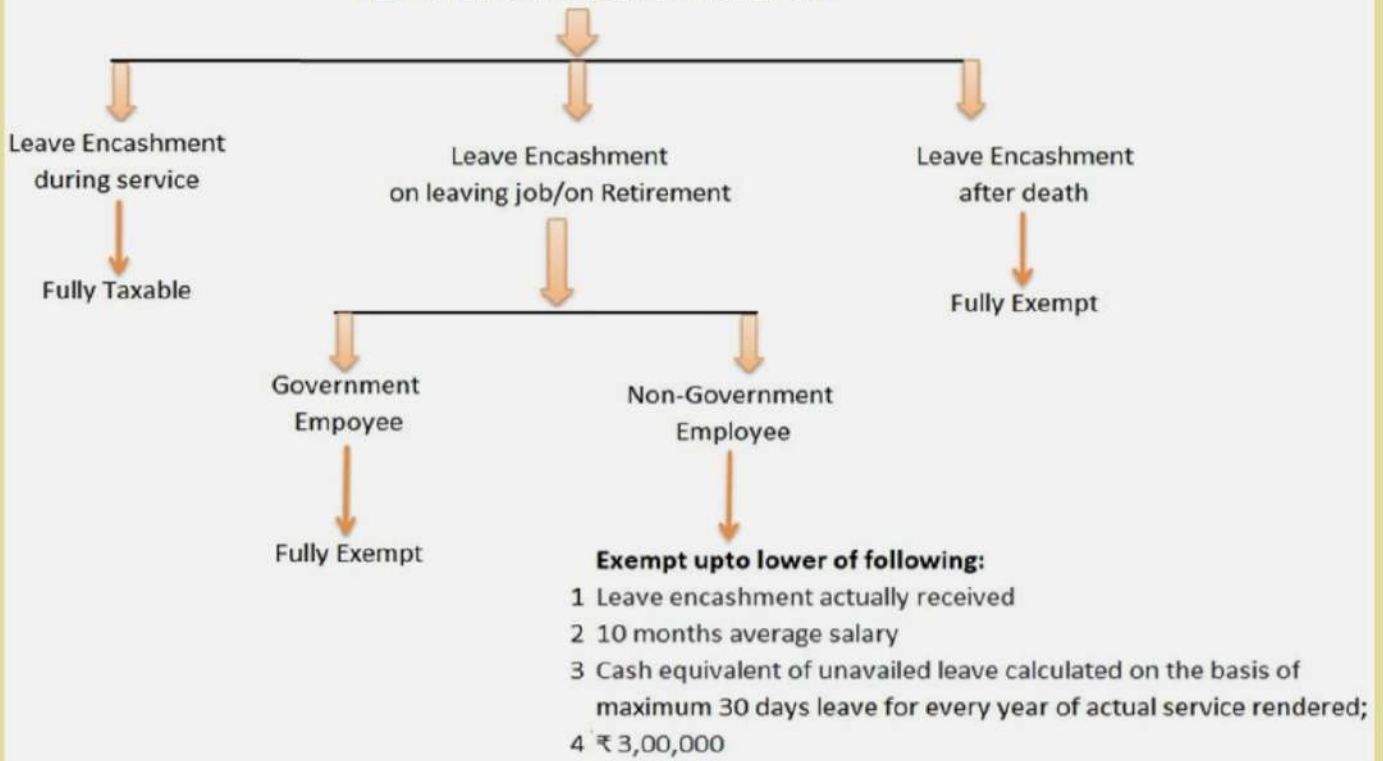 Leave Encashment
during service
Fully Taxable
Leave Encashment
on leaving job/on Retirement
Government
Empoyee
Fully Exempt
Non-Government
Employee
Exempt upto lower of following:
1 Leave encashment actually received
2 10 months average salary
3 Cash equivalent of unavailed leave calculated on the basis of
maximum 30 days leave for every year of actual service rendered;
4 ₹ 3,00,000
Leave Encashment
after death
Fully Exempt